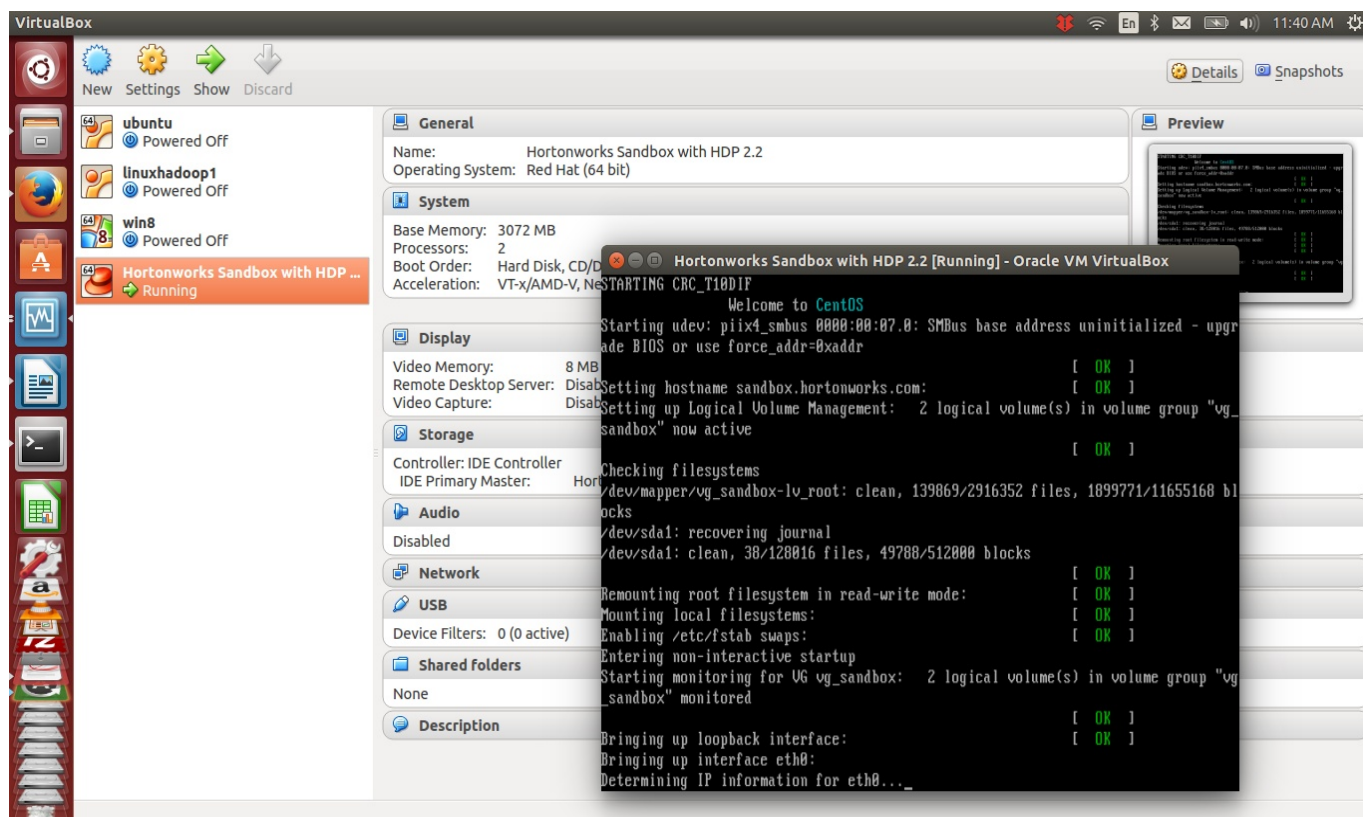 VirtualBox
En
11:40 AM
New Settings Show Discard
Details Snapshots
64 ubuntu
Powered Off
linuxhadoop1
Powered Off
64 win8
8 Powered Off
64 Hortonworks Sandbox with HDP ...
Running
General
Name: Hortonworks Sandbox with HDP 2.2
Operating System: Red Hat (64 bit)
System
Base Memory: 3072 MB
Processors: 2
Boot Order: Hard Disk, CD/D
Acceleration: VT-x/AMD-V, Ne
Display
Video Memory: 8 MB
Remote Desktop Server: Disab
Video Capture: Disab
Storage
Controller: IDE Controller
IDE Primary Master: Hort
Audio
Disabled
Network
USB
Device Filters: 0 (0 active)
Shared folders
None
Description
Preview
Hortonworks Sandbox with HDP 2.2 [Running] - Oracle VM VirtualBox
STARTING CRC_T10DIF
Welcome to CentOS
Starting udev: piix4_smbus 0000:00:07.0: SMBus base address uninitialized - upgr
ade BIOS or use force_addr=0xaddr
[ OK ]
Setting hostname sandbox.hortonworks.com: [ OK ]
Setting up Logical Volume Management: 2 logical volume(s) in volume group "vg_
sandbox" now active
[ OK ]
Checking filesystems
/dev/mapper/vg_sandbox-lv_root: clean, 139869/2916352 files, 1899771/11655168 bl
ocks
/dev/sda1: recovering journal
/dev/sda1: clean, 38/128016 files, 49788/512000 blocks
[ OK ]
Remounting root filesystem in read-write mode: [ OK ]
Mounting local filesystems: [ OK ]
Enabling /etc/fstab swaps: [ OK ]
Entering non-interactive startup
Starting monitoring for VG vg_sandbox: 2 logical volume(s) in volume group "vg
_sandbox" monitored
[ OK ]
Bringing up loopback interface: [ OK ]
Bringing up interface eth0:
Determining IP information for eth0..._